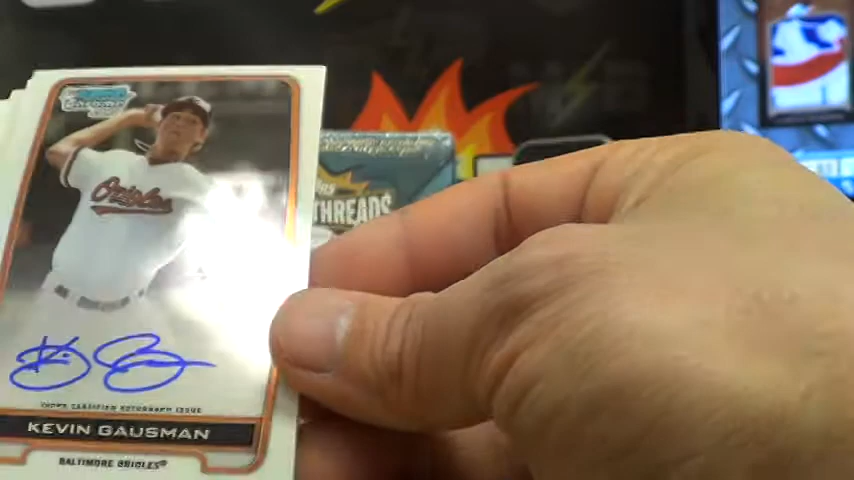 Bowman
Chrome
Orioles
THREADS
TOPPS CERTIFIED AUTOGRAPH ISSUE
KEVIN GAUSMAN
BALTIMORE ORIOLES